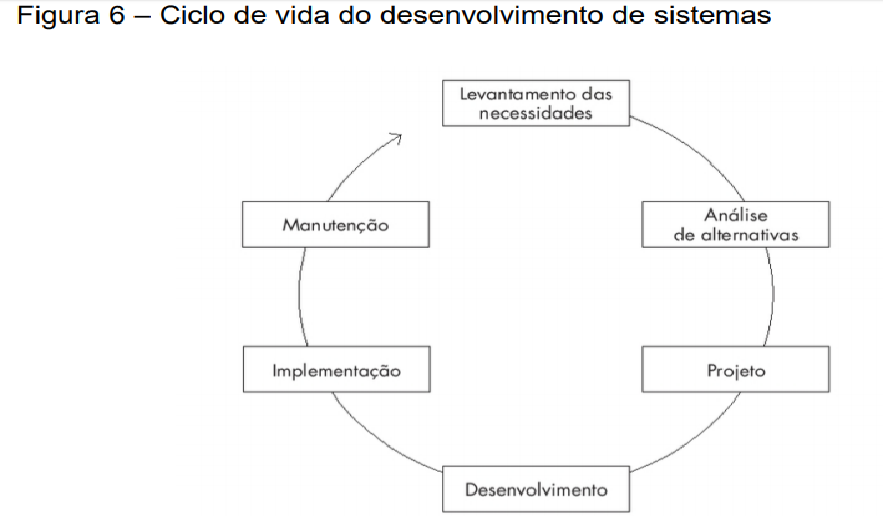 Figura 6 – Ciclo de vida do desenvolvimento de sistemas
Levantamento das
necessidades
Análise
de alternativas
Projeto
Desenvolvimento
Implementação
Manutenção